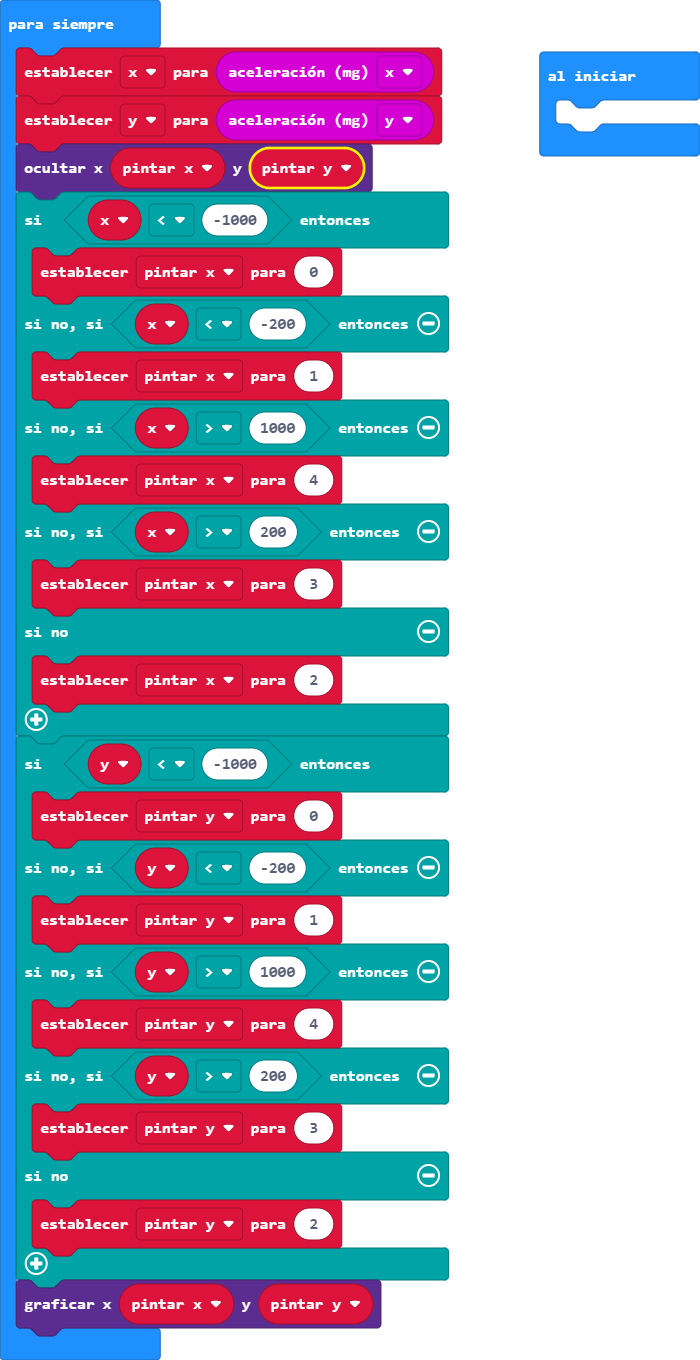 para siempre
establecer x para aceleración (mg) x
al iniciar
establecer y para aceleración (mg) y
ocultar x pintar x y pintar y
si x < -1000 entonces
establecer pintar x para 0
si no, si x < -200 entonces
establecer pintar x para 1
si no, si x > 1000 entonces
establecer pintar x para 4
si no, si x > 200 entonces
establecer pintar x para 3
si no
establecer pintar x para 2
si y < -1000 entonces
establecer pintar y para 0
si no, si y < -200 entonces
establecer pintar y para 1
si no, si y > 1000 entonces
establecer pintar y para 4
si no, si y > 200 entonces
establecer pintar y para 3
si no
establecer pintar y para 2
graficar x pintar x y pintar y